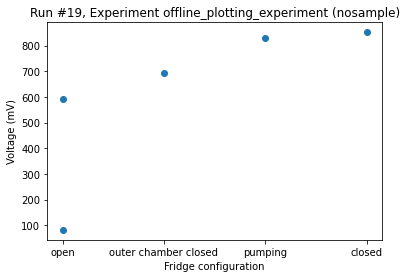 Run #19, Experiment offline_plotting_experiment (nosample)
Voltage (mV)
800
700
600
500
400
300
200
100
open
outer chamber closed
pumping
closed
Fridge configuration